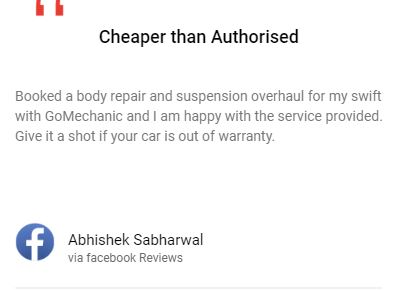 Cheaper than Authorised
Booked a body repair and suspension overhaul for my swift
with GoMechanic and I am happy with the service provided.
Give it a shot if your car is out of warranty.
Abhishek Sabharwal
via facebook Reviews